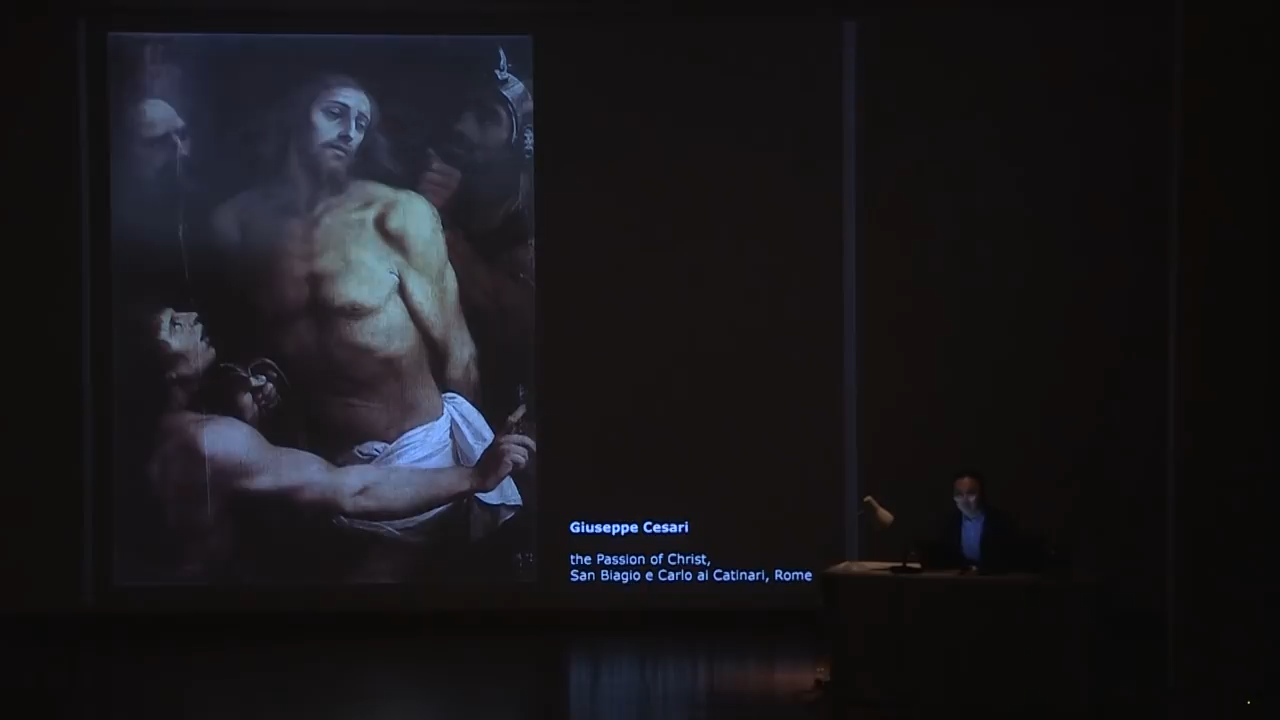 Giuseppe Cesari
the Passion of Christ,
San Biagio e Carlo ai Catinari, Rome